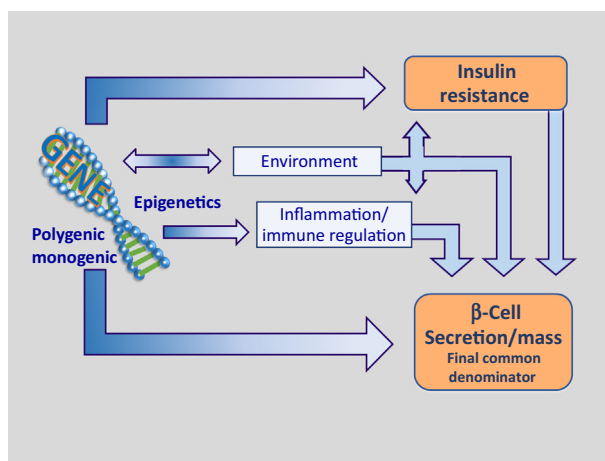 Insulin
resistance
GENE
Environment
Epigenetics
Inflammation/
immune regulation
Polygenic
monogenic
β-Cell
Secretion/mass
Final common
denominator